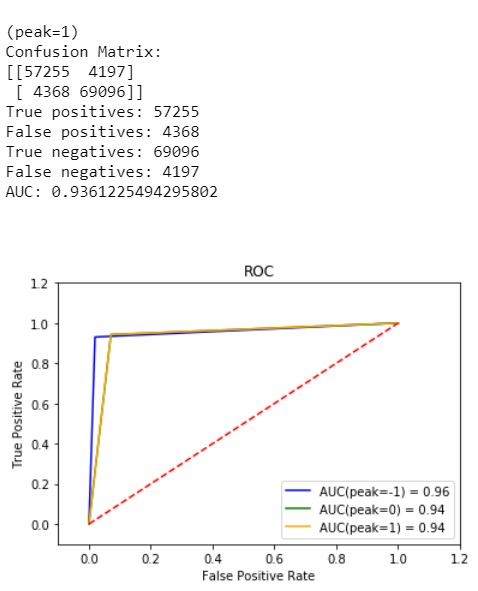 (peak=1)
Confusion Matrix:
[[57255  4197]
 [ 4368 69096]]
True positives: 57255
False positives: 4368
True negatives: 69096
False negatives: 4197
AUC: 0.9361225494295802
ROC
1.2
1.0
0.8
0.6
0.4
0.2
0.0
True Positive Rate
AUC(peak=-1) = 0.96
AUC(peak=0) = 0.94
AUC(peak=1) = 0.94
0.0 0.2 0.4 0.6 0.8 1.0 1.2
False Positive Rate